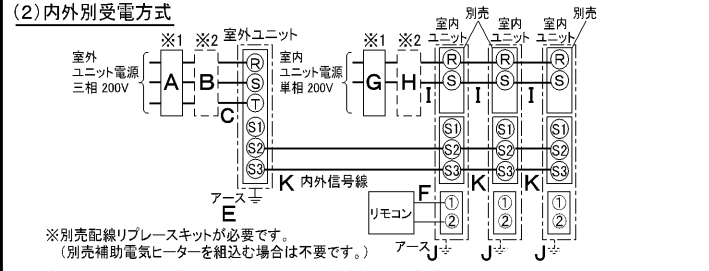 (2)内外別受電方式
※1 ※2 室外ユニット
室外
ユニット電源
三相 200V
A B C
R
S
T
S1
S2
S3
アース
E
室内
ユニット電源
単相 200V
※1 ※2
G H
室内
ユニット
別売
室内
ユニット
室内
ユニット
別売
R R R
S S S
I I I
S1 S1 S1
S2 S2 S2
S3 S3 S3
K 内外信号線
K K
リモコン
F
① ① ①
② ② ②
アース J J J
※別売配線リプレースキットが必要です。
(別売補助電気ヒーターを組込む場合は不要です。)